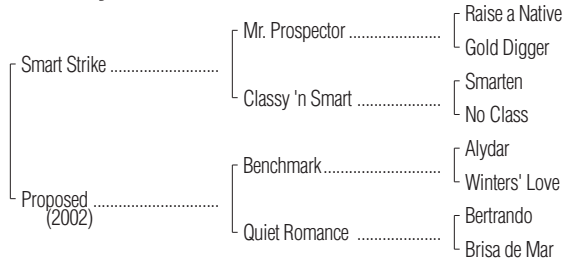 Raise a Native
Mr. Prospector ....................
Gold Digger
Smart Strike ........................
Smarten
Classy 'n Smart ..................
No Class
Alydar
Benchmark..........................
Winters' Love
Proposed ............................
(2002)
Bertrando
Quiet Romance ..................
Brisa de Mar